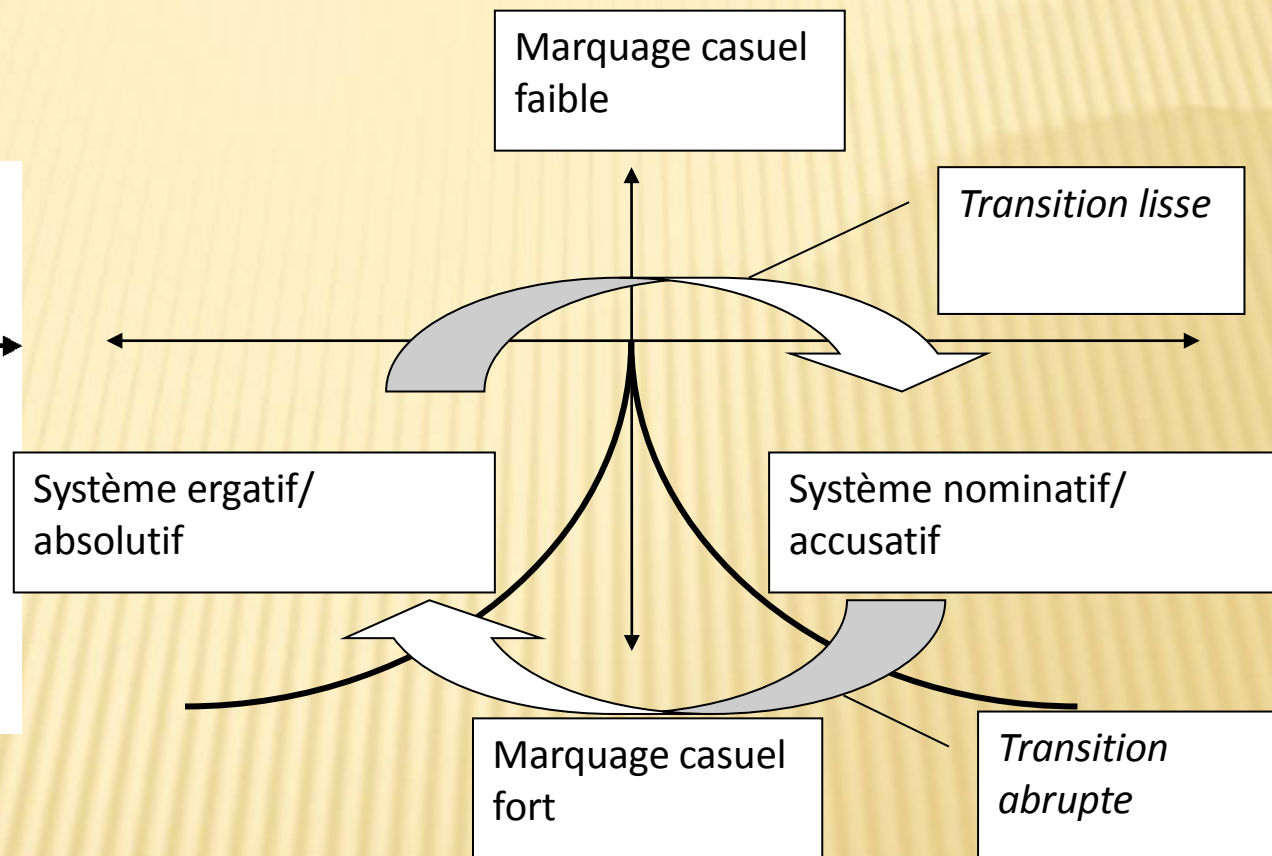 Marquage casuel
faible
Transition lisse
Système ergatif/
absolutif
Système nominatif/
accusatif
Marquage casuel
fort
Transition
abrupte